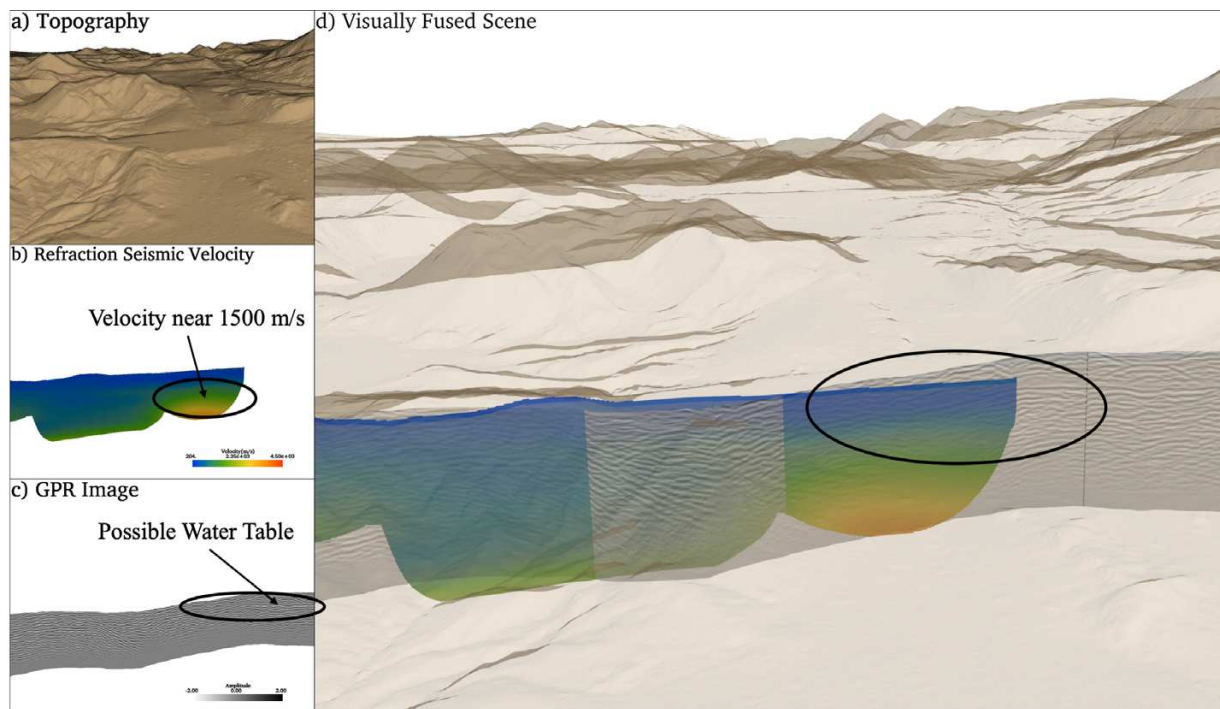 a) Topography
b) Refraction Seismic Velocity
Velocity near 1500 m/s
Velocity(m/s)
204. 2.35e+03 4.50e+03
c) GPR Image
Possible Water Table
Amplitude
-2.00 0.00 2.00
d) Visually Fused Scene